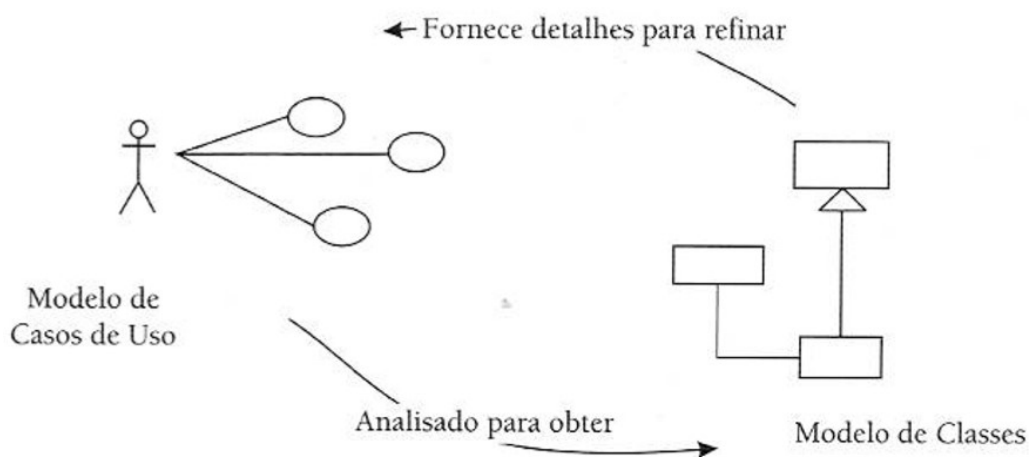 Fornece detalhes para refinar
Modelo de
Casos de Uso
Analisado para obter
Modelo de Classes